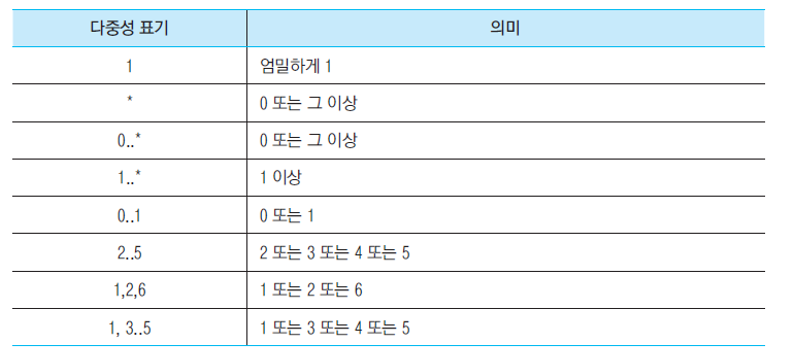 다중성 표기 의미
1 엄밀하게 1
* 0 또는 그 이상
0..* 0 또는 그 이상
1..* 1 이상
0..1 0 또는 1
2..5 2 또는 3 또는 4 또는 5
1,2,6 1 또는 2 또는 6
1, 3..5 1 또는 3 또는 4 또는 5